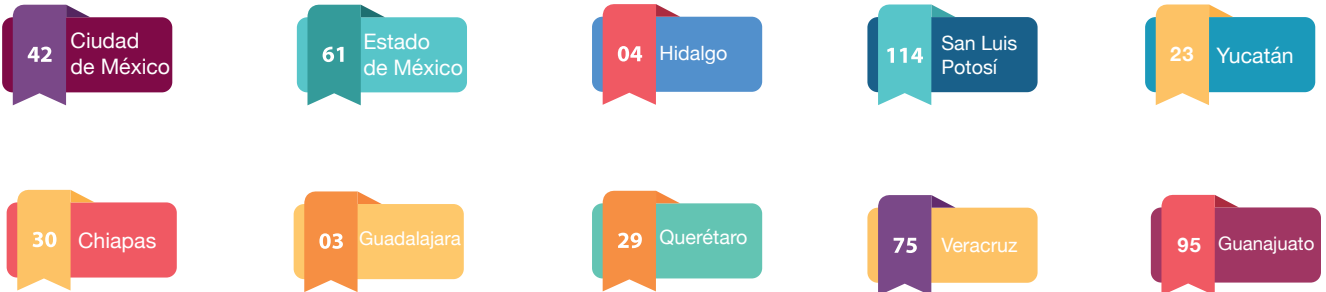 42 Ciudad
de México
61 Estado
de México
04 Hidalgo
114 San Luis
Potosí
23 Yucatán
30 Chiapas
03 Guadalajara
29 Querétaro
75 Veracruz
95 Guanajuato